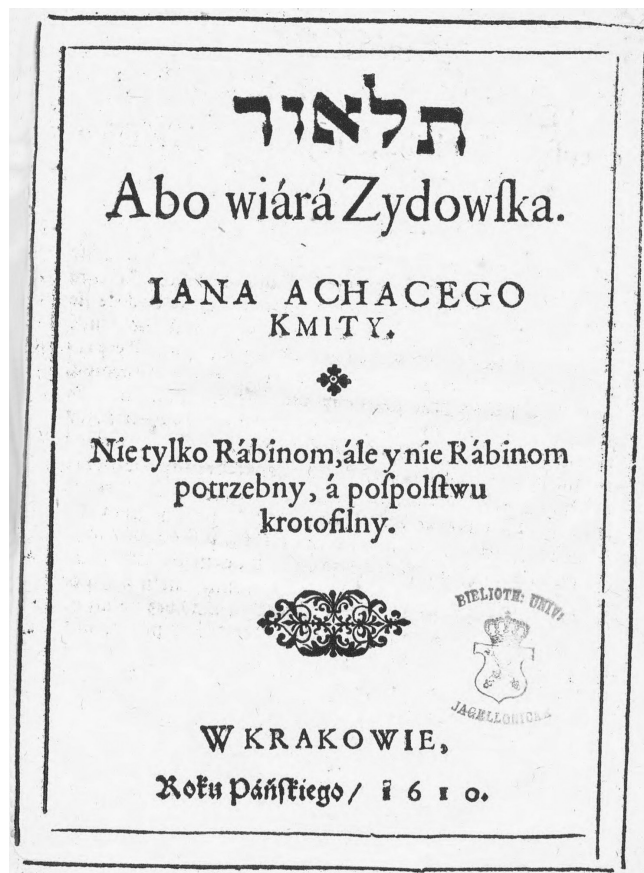 תלאור
Abo wiárá Zydowſka.
IANA ACHACEGO
KMITY.
Nie tylko Rábinom, ále y nie Rábinom
potrzebny, á poſpolſtwu
krotofilny.
BIBLIOTH: UNIV:
JAGELLONICA
W KRAKOWIE,
Roku Páńſkiego / 1610.